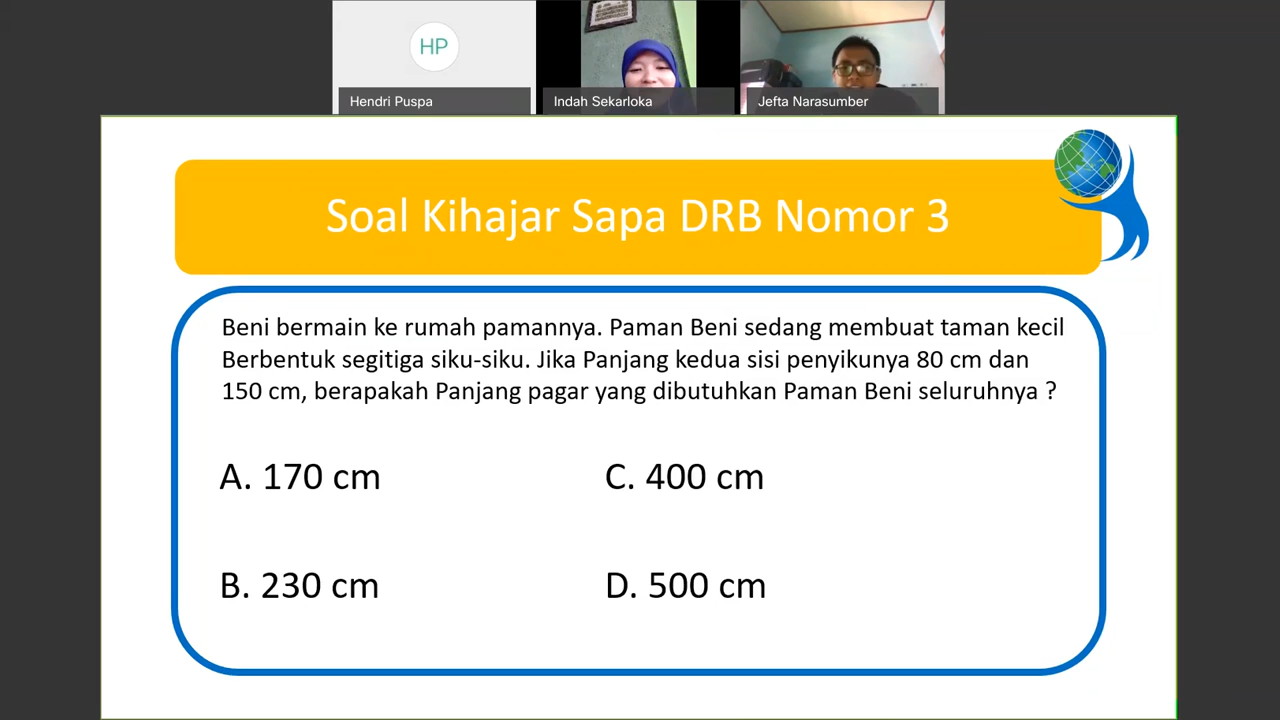 HP
Hendri Puspa
Indah Sekarloka
Jefta Narasumber
Soal Kihajar Sapa DRB Nomor 3
Beni bermain ke rumah pamannya. Paman Beni sedang membuat taman kecil
Berbentuk segitiga siku-siku. Jika Panjang kedua sisi penyikunya 80 cm dan
150 cm, berapakah Panjang pagar yang dibutuhkan Paman Beni seluruhnya ?
A. 170 cm
C. 400 cm
B. 230 cm
D. 500 cm